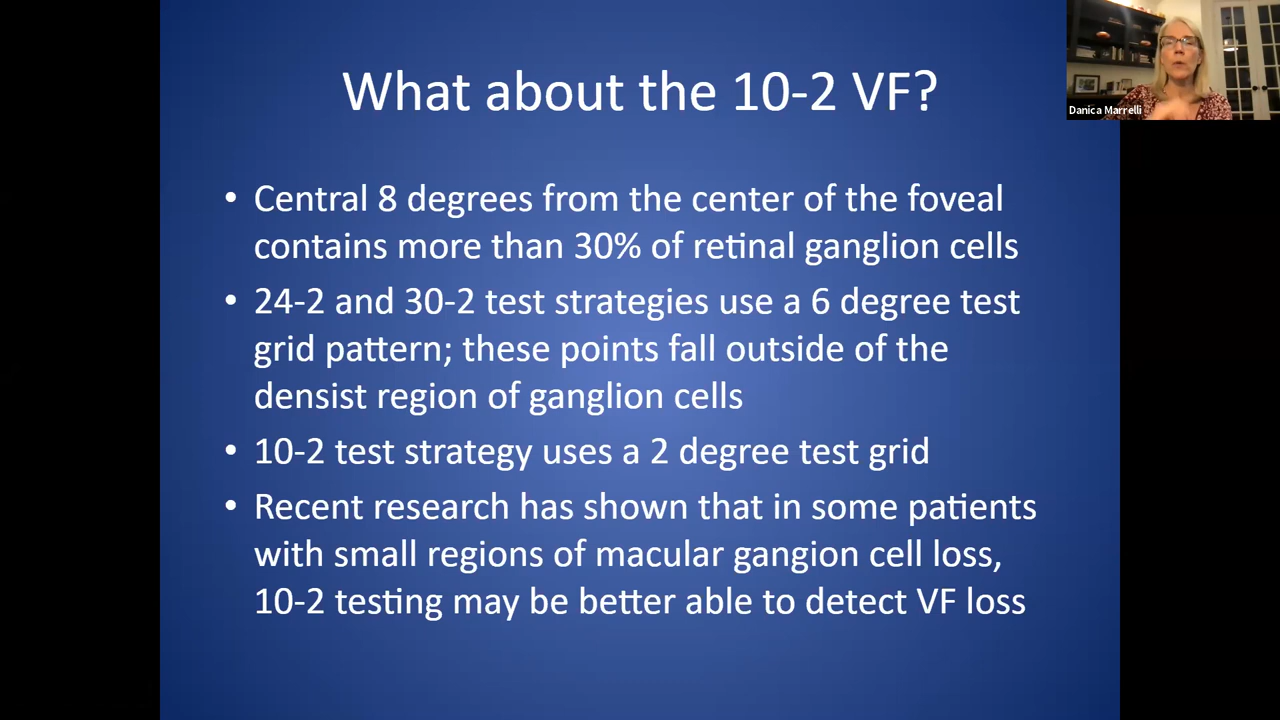 What about the 10-2 VF?
Danica Marrelli
• Central 8 degrees from the center of the foveal
contains more than 30% of retinal ganglion cells
• 24-2 and 30-2 test strategies use a 6 degree test
grid pattern; these points fall outside of the
densist region of ganglion cells
• 10-2 test strategy uses a 2 degree test grid
• Recent research has shown that in some patients
with small regions of macular gangion cell loss,
10-2 testing may be better able to detect VF loss